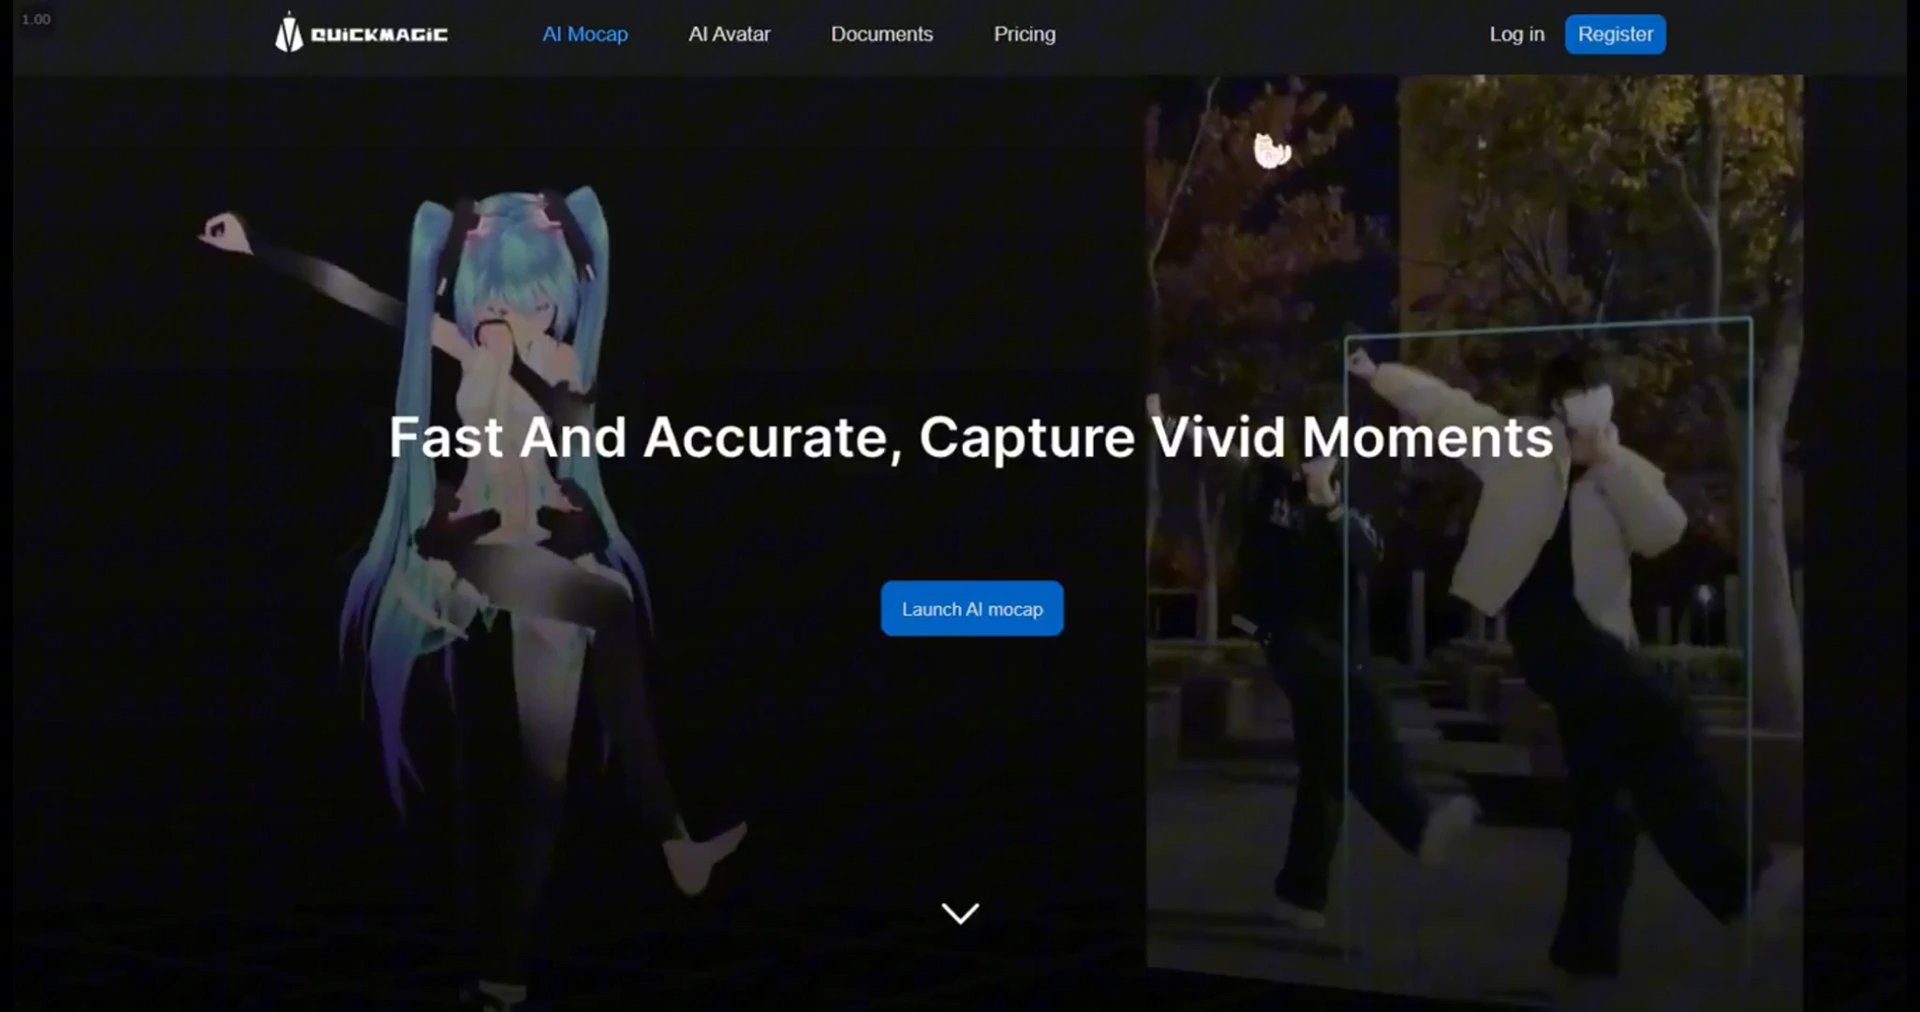 1.00
QUICKMAGIC
AI Mocap
AI Avatar
Documents
Pricing
Log in
Register
Fast And Accurate, Capture Vivid Moments
Launch AI mocap